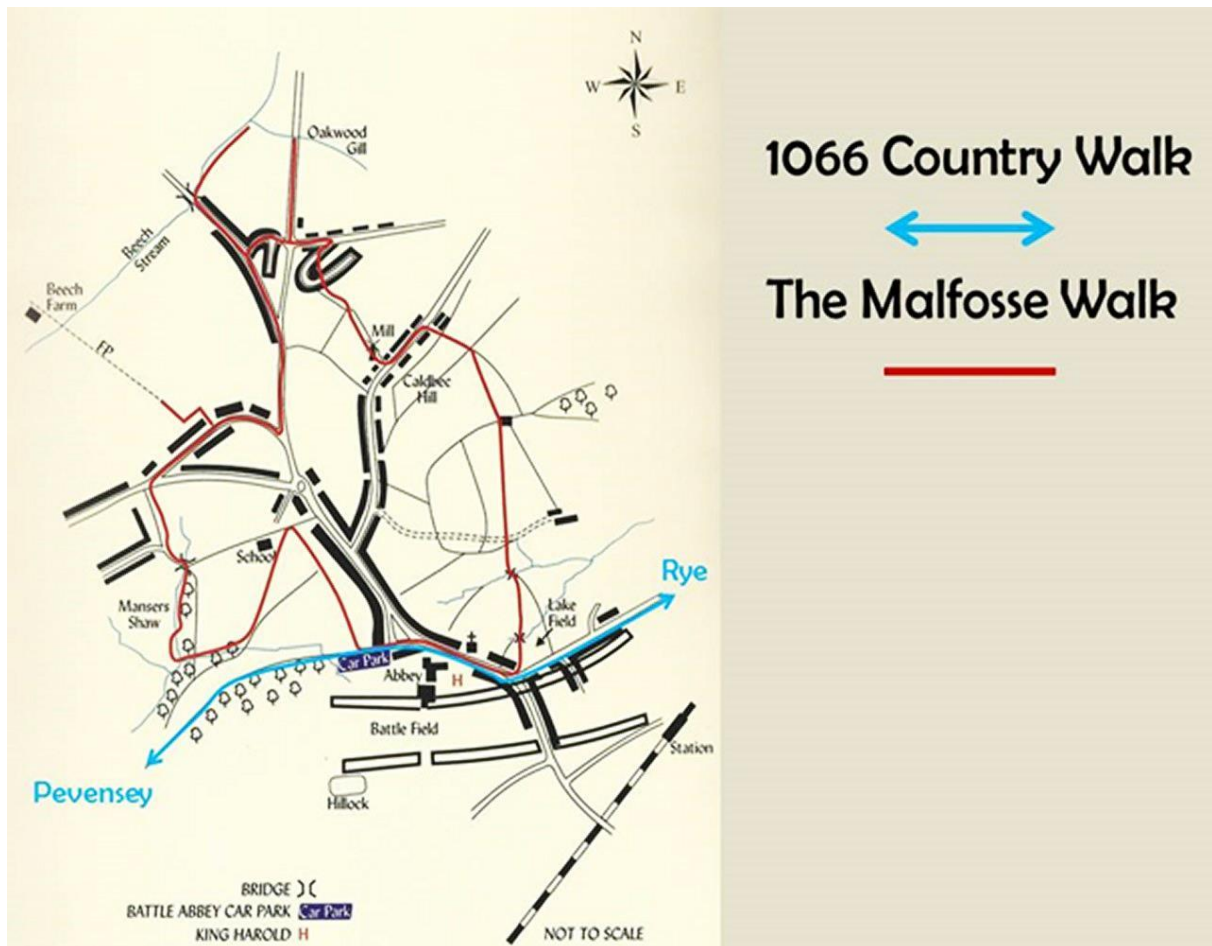 N
W E
S
1066 Country Walk
The Malfosse Walk
Oakwood
Gill
Beech
Stream
Beech
Farm
FP
Mill
Caldbec
Hill
School
Rye
Mansers
Shaw
Lake
Field
Car Park
Abbey
H
Battle Field
Station
Pevensey
Hillock
BRIDGE
BATTLE ABBEY CAR PARK Car Park
KING HAROLD H
NOT TO SCALE